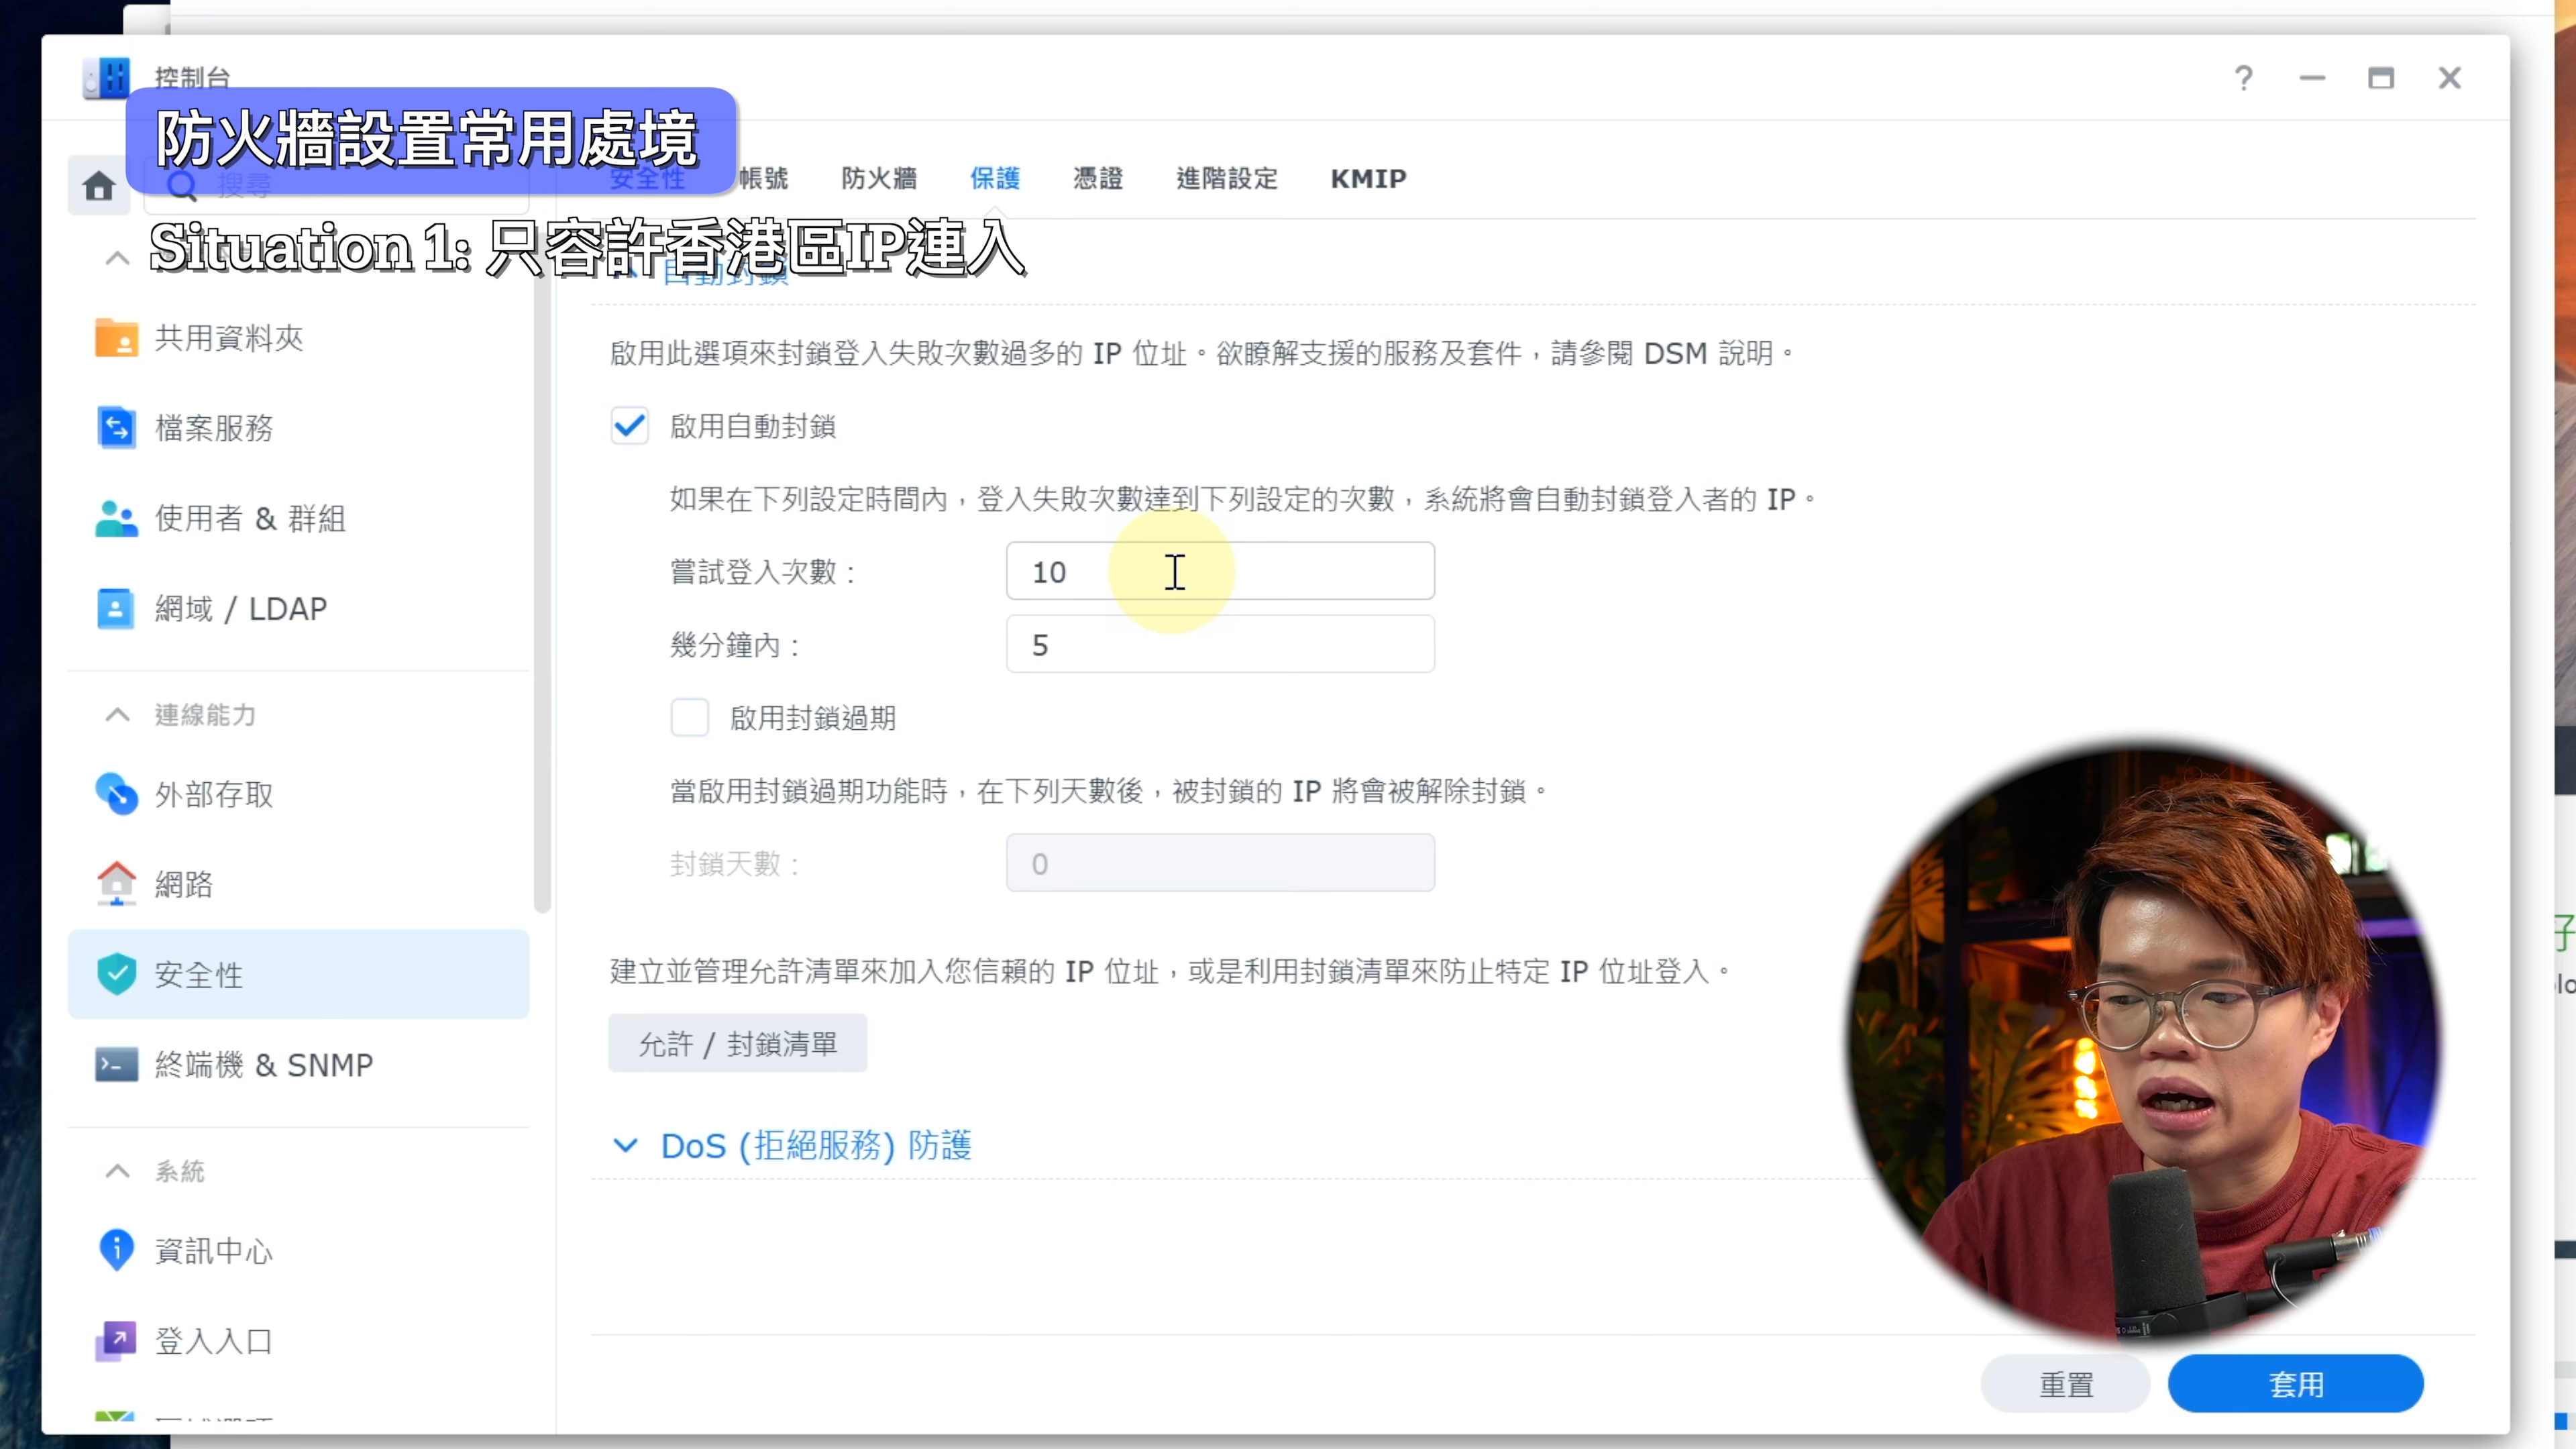 控制台
防火牆設置常用處境
搜尋
安全性
帳號
防火牆
保護
憑證
進階設定
KMIP
Situation 1: 只容許香港區IP連入
自動封鎖
共用資料夾
檔案服務
使用者 & 群組
網域 / LDAP
連線能力
外部存取
網路
安全性
終端機 & SNMP
系統
資訊中心
登入入口
啟用此選項來封鎖登入失敗次數過多的 IP 位址。欲瞭解支援的服務及套件，請參閱 DSM 說明。
啟用自動封鎖
如果在下列設定時間內，登入失敗次數達到下列設定的次數，系統將會自動封鎖登入者的 IP。
嘗試登入次數： 10
幾分鐘內： 5
啟用封鎖過期
當啟用封鎖過期功能時，在下列天數後，被封鎖的 IP 將會被解除封鎖。
封鎖天數： 0
建立並管理允許清單來加入您信賴的 IP 位址，或是利用封鎖清單來防止特定 IP 位址登入。
允許 / 封鎖清單
DoS (拒絕服務) 防護
重置
套用